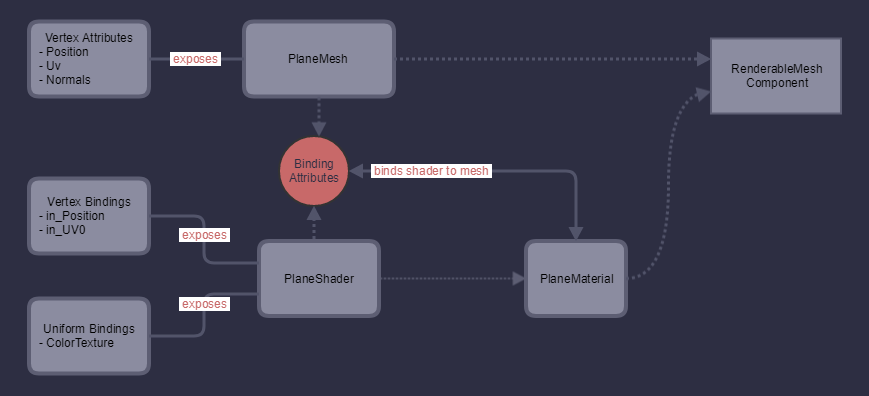 Vertex Attributes
- Position
- Uv
- Normals
exposes
PlaneMesh
RenderableMesh
Component
Binding
Attributes
binds shader to mesh
Vertex Bindings
- in_Position
- in_UV0
exposes
PlaneShader
PlaneMaterial
exposes
Uniform Bindings
- ColorTexture